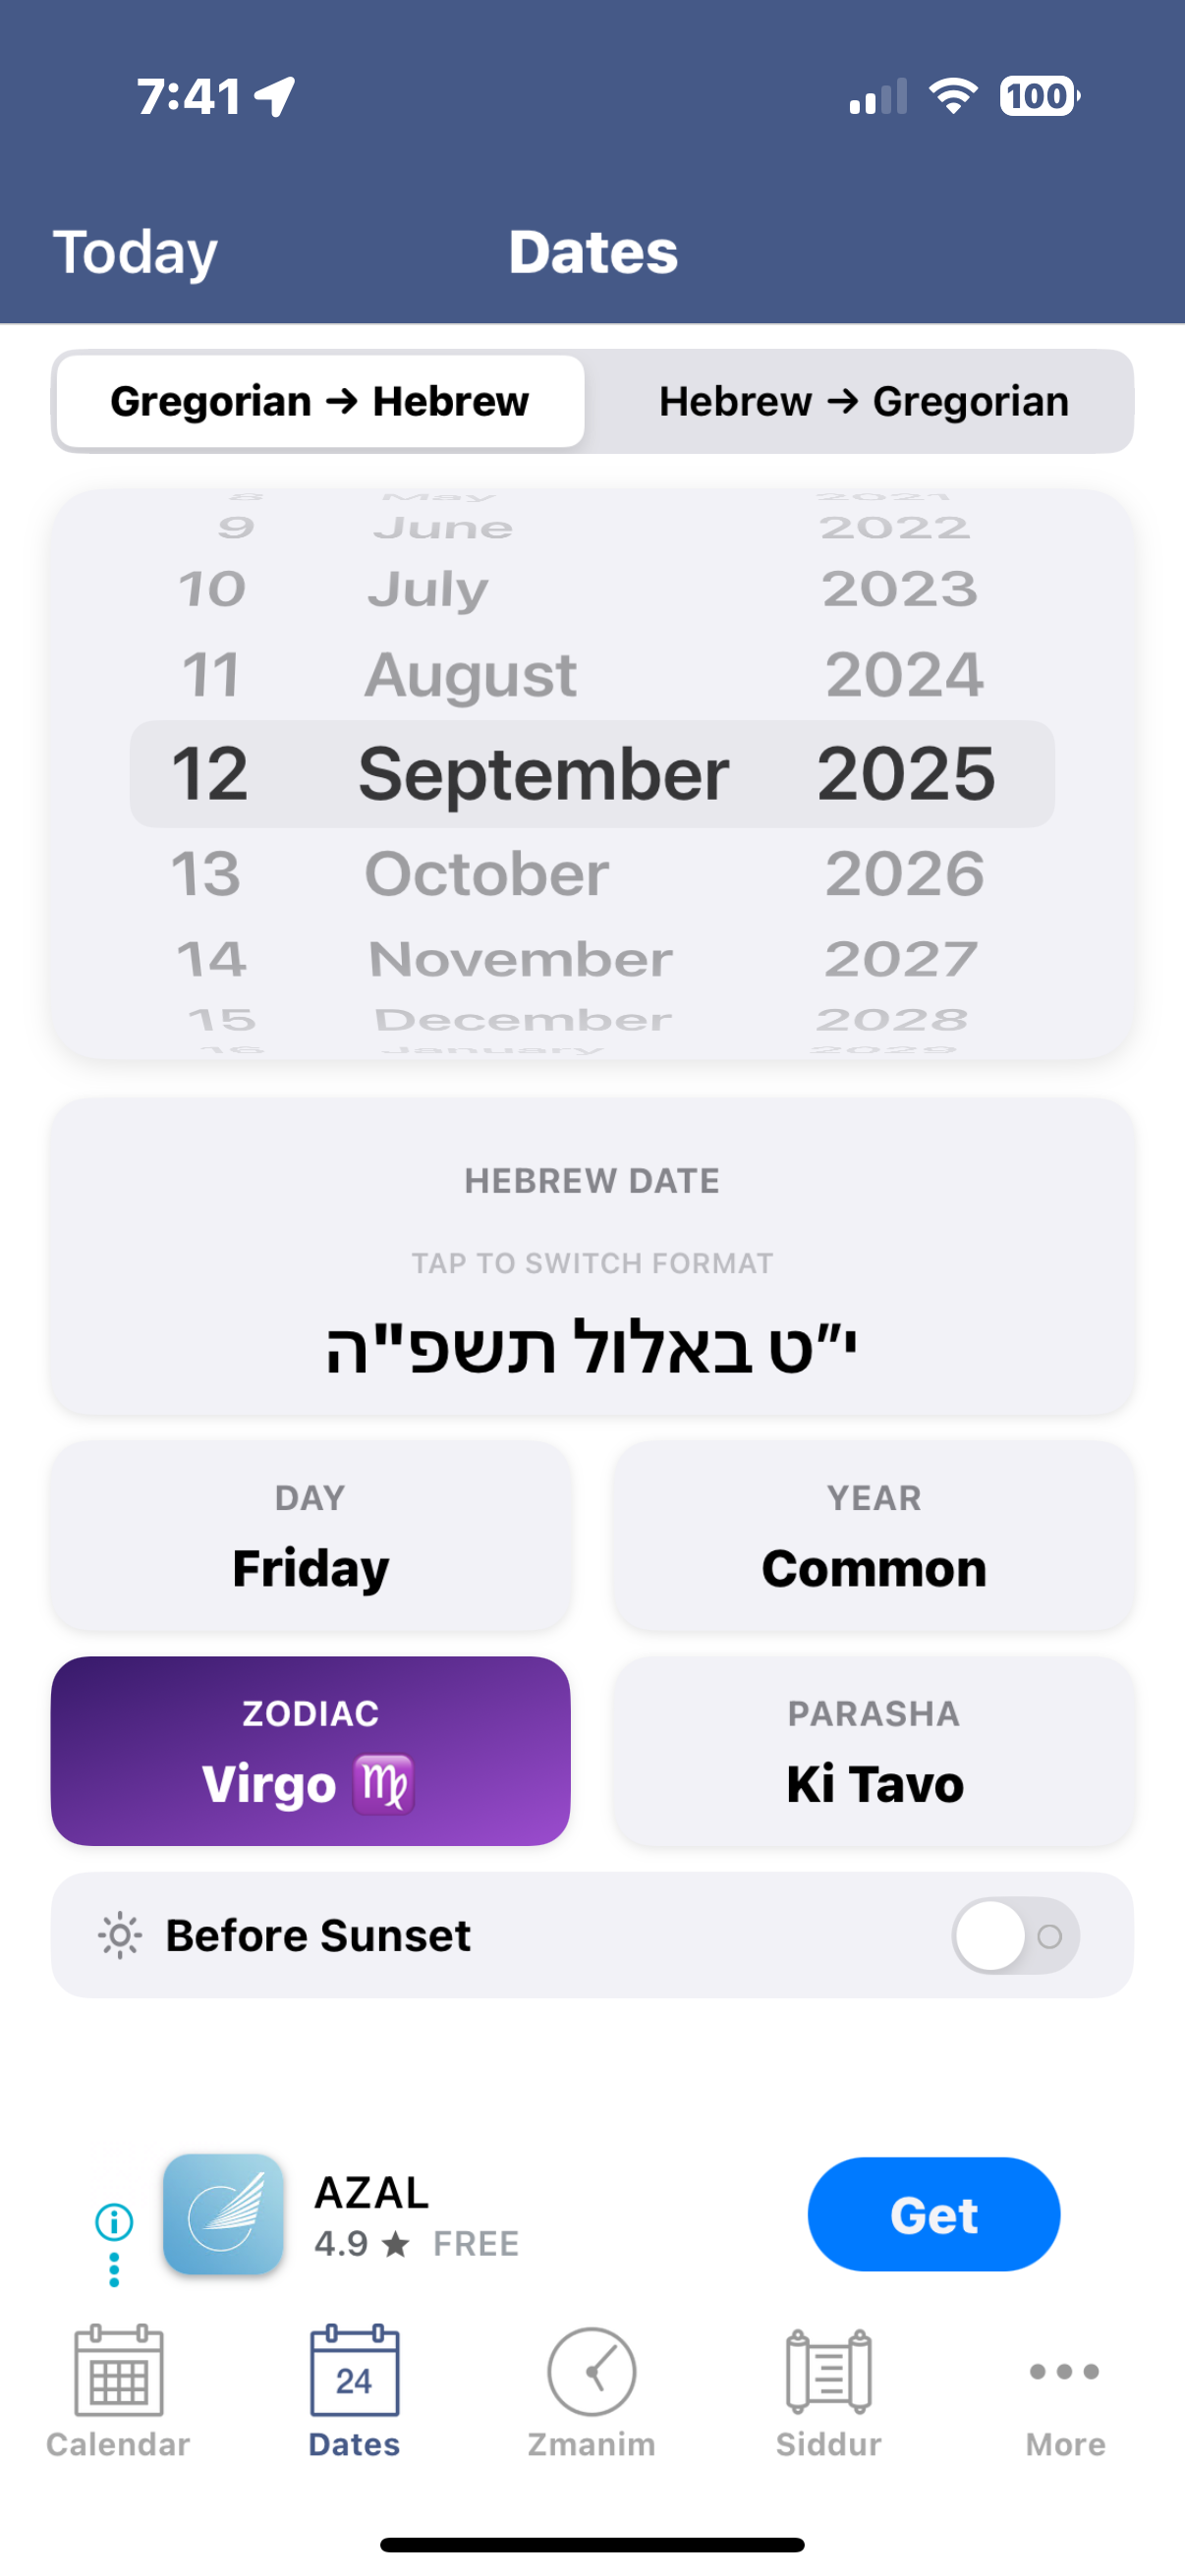 7:41
100
Today
Dates
Gregorian → Hebrew
Hebrew → Gregorian
8 May 2021
9 June 2022
10 July 2023
11 August 2024
12 September 2025
13 October 2026
14 November 2027
15 December 2028
16 January 2029
HEBREW DATE
TAP TO SWITCH FORMAT
י״ט באלול תשפ"ה
DAY
Friday
YEAR
Common
ZODIAC
Virgo ♍
PARASHA
Ki Tavo
Before Sunset
AZAL
4.9 ★ FREE
Get
24
Calendar
Dates
Zmanim
Siddur
More